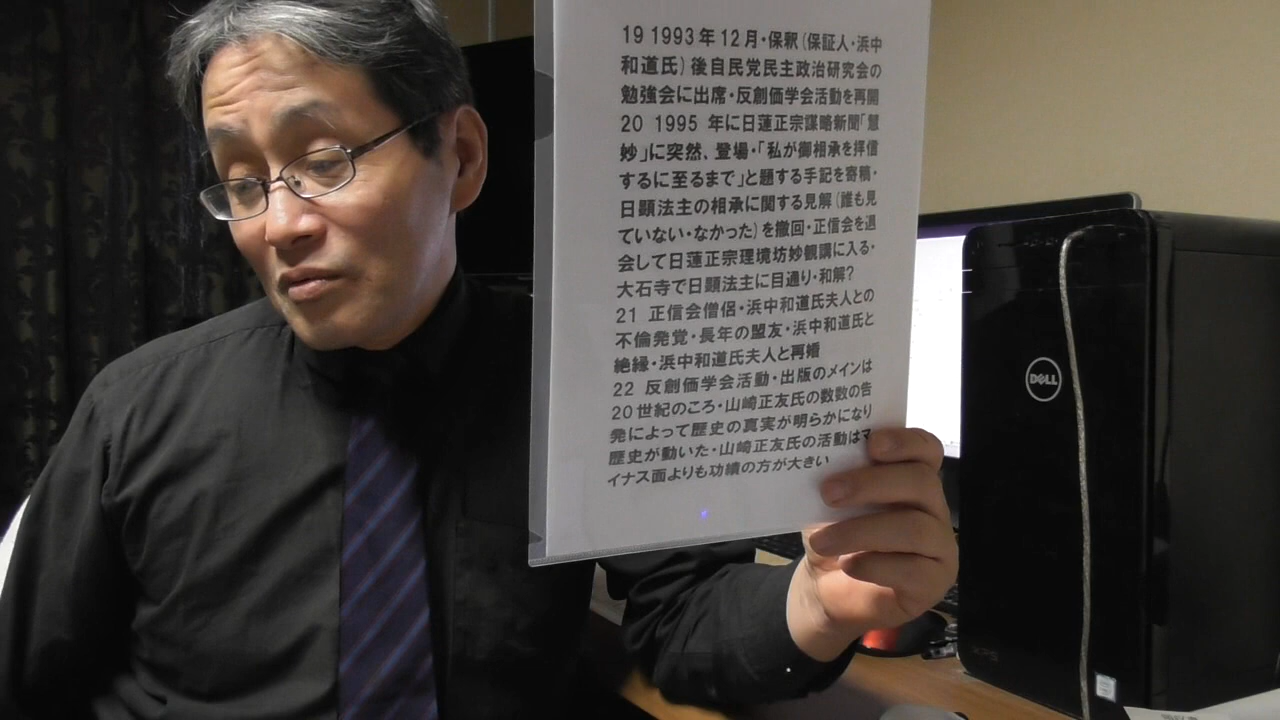 19 1993年12月・保釈(保証人・浜中
和道氏)後自民党民主政治研究会の
勉強会に出席・反創価学会活動を再開
20 1995 年に日蓮正宗謀略新聞「慧
妙」に突然、登場・「私が御相承を拝信
するに至るまで」と題する手記を寄稿・
日顕法主の相承に関する見解(誰も見
ていない・なかった)を撤回・正信会を退
会して日蓮正宗理境坊妙観講に入る・
大石寺で日顕法主に目通り・和解?
21 正信会僧侶・浜中和道氏夫人との
不倫発覚・長年の盟友・浜中和道氏と
絶縁・浜中和道氏夫人と再婚
22 反創価学会活動・出版のメインは
20世紀のころ・山崎正友氏の数数の告
発によって歴史の真実が明らかになり
歴史が動いた・山崎正友氏の活動はマ
イナス面よりも功績の方が大きい
DELL
XPS